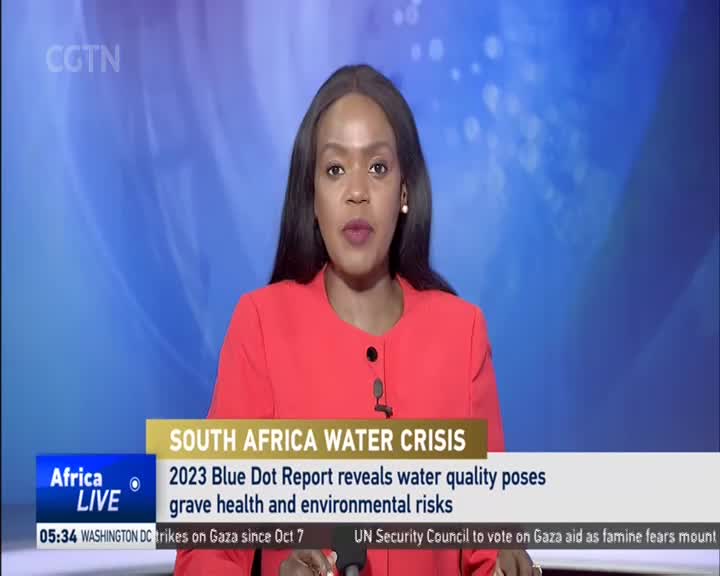 CGTN
SOUTH AFRICA WATER CRISIS
2023 Blue Dot Report reveals water quality poses
grave health and environmental risks
Africa
LIVE
05:34 WASHINGTON DC
trikes on Gaza since Oct 7 UN Security Council to vote on Gaza aid as famine fears mount